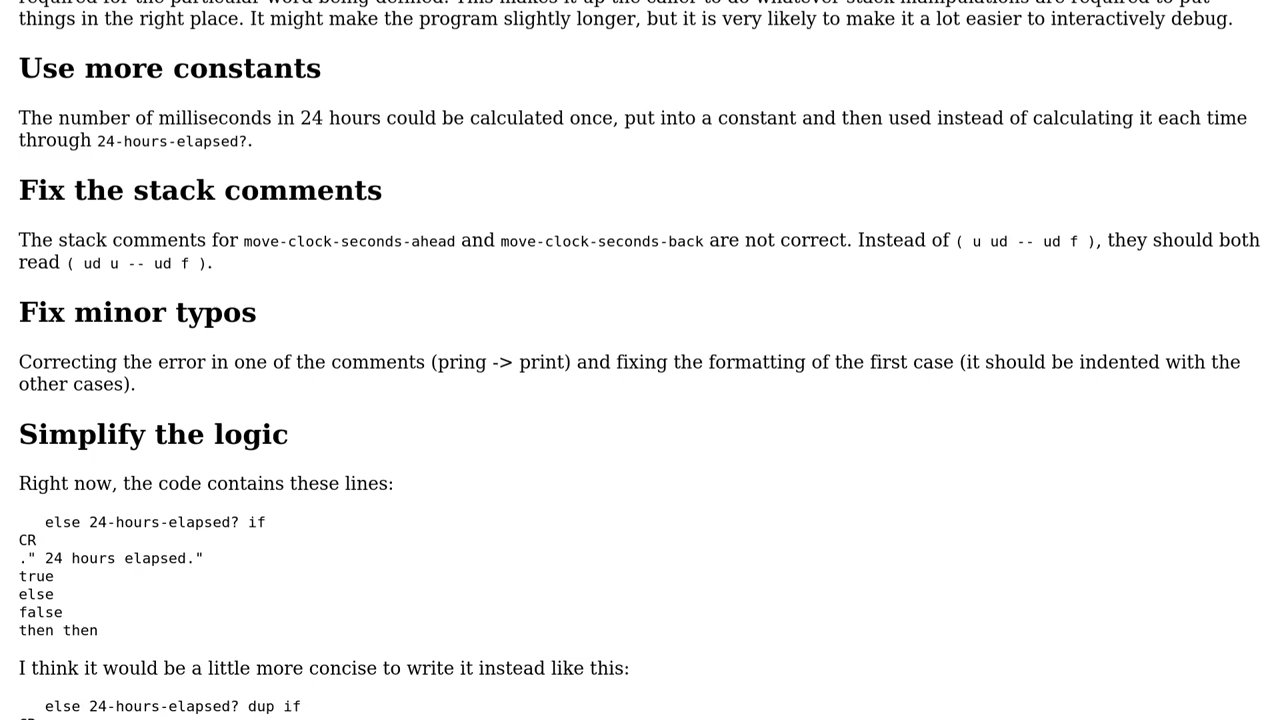 things in the right place. It might make the program slightly longer, but it is very likely to make it a lot easier to interactively debug.
Use more constants
The number of milliseconds in 24 hours could be calculated once, put into a constant and then used instead of calculating it each time
through 24-hours-elapsed?.
Fix the stack comments
The stack comments for move-clock-seconds-ahead and move-clock-seconds-back are not correct. Instead of ( u ud -- ud f ), they should both
read ( ud u -- ud f ).
Fix minor typos
Correcting the error in one of the comments (pring -> print) and fixing the formatting of the first case (it should be indented with the
other cases).
Simplify the logic
Right now, the code contains these lines:
   else 24-hours-elapsed? if
CR
." 24 hours elapsed."
true
else
false
then then
I think it would be a little more concise to write it instead like this:
   else 24-hours-elapsed? dup if